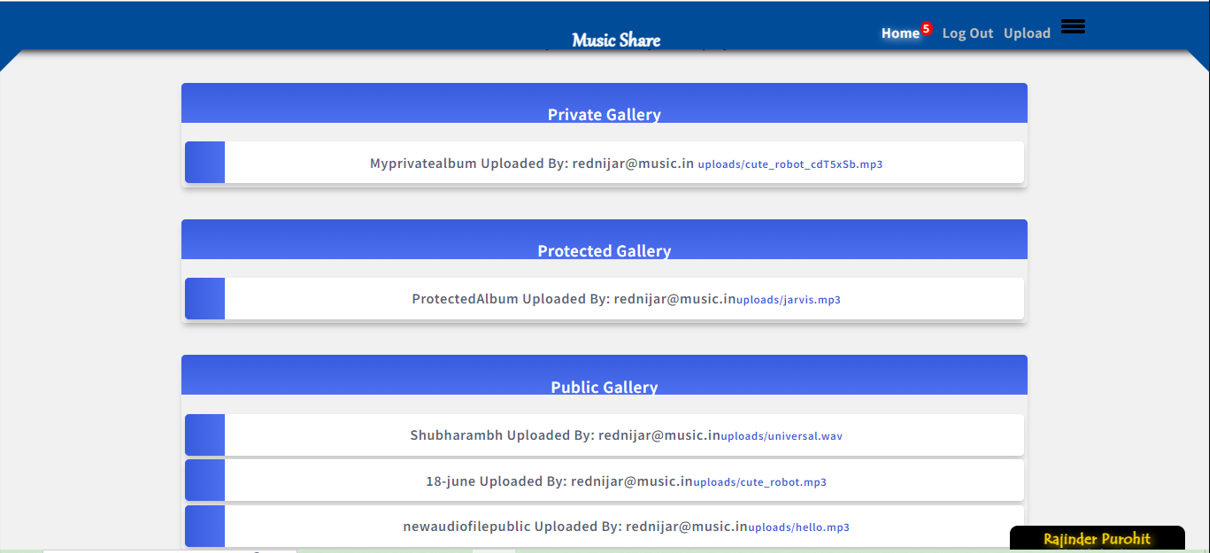 Music Share
Home 5 Log Out Upload
Private Gallery
Myprivatealbum Uploaded By: rednijar@music.in uploads/cute_robot_cdT5xSb.mp3
Protected Gallery
ProtectedAlbum Uploaded By: rednijar@music.inuploads/jarvis.mp3
Public Gallery
Shubharambh Uploaded By: rednijar@music.inuploads/universal.wav
18-june Uploaded By: rednijar@music.inuploads/cute_robot.mp3
newaudiofilepublic Uploaded By: rednijar@music.inuploads/hello.mp3
Rajinder Purohit